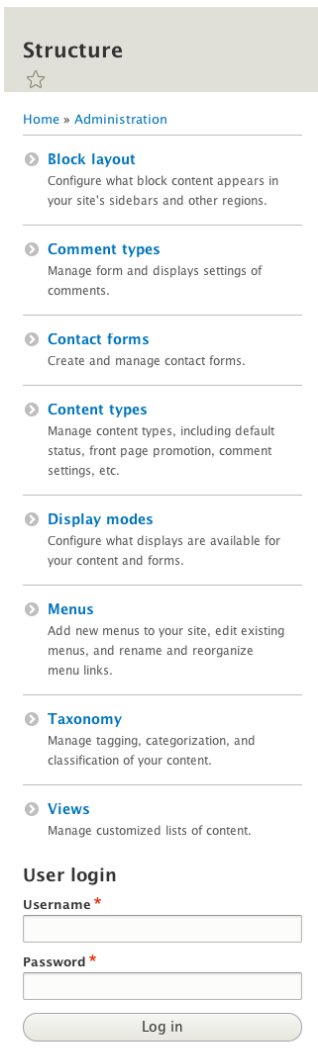 Structure
Home » Administration
Block layout
Configure what block content appears in
your site's sidebars and other regions.
Comment types
Manage form and displays settings of
comments.
Contact forms
Create and manage contact forms.
Content types
Manage content types, including default
status, front page promotion, comment
settings, etc.
Display modes
Configure what displays are available for
your content and forms.
Menus
Add new menus to your site, edit existing
menus, and rename and reorganize
menu links.
Taxonomy
Manage tagging, categorization, and
classification of your content.
Views
Manage customized lists of content.
User login
Username *
Password *
Log in